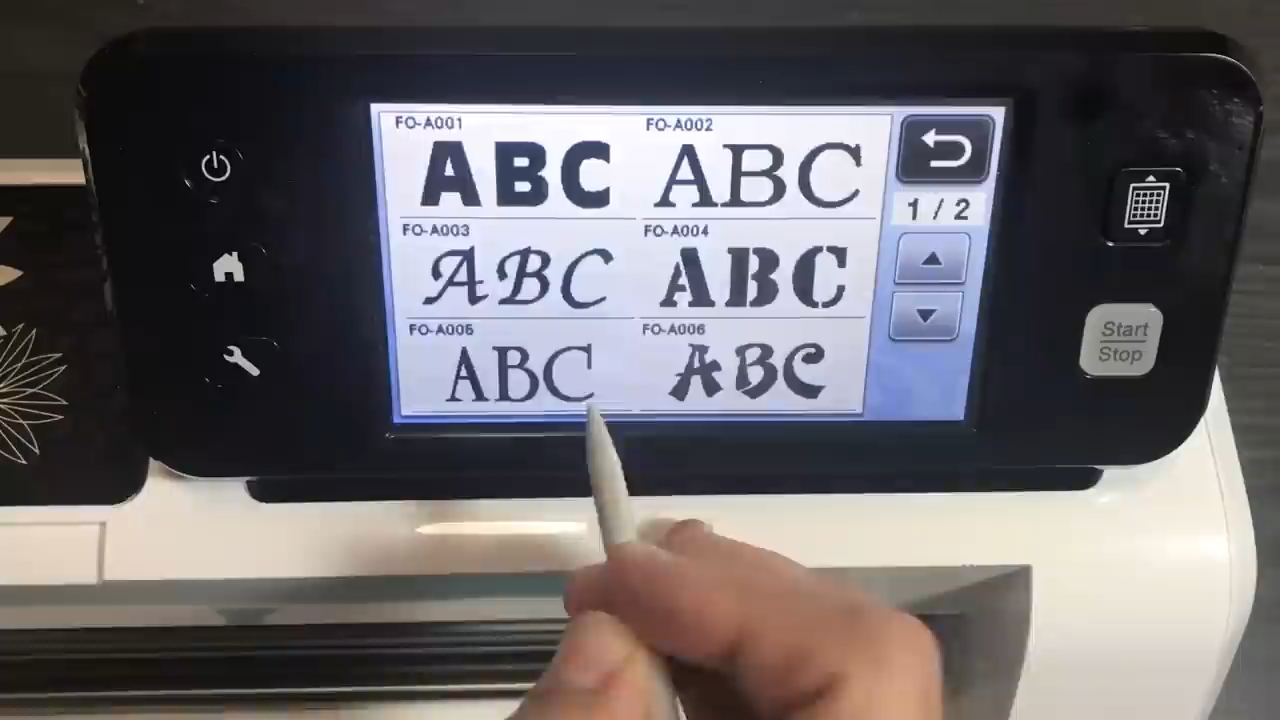 FO-A001 FO-A002
ABC ABC
1 / 2
FO-A003 FO-A004
ABC ABC
FO-A005 FO-A006
ABC ABC
Start
Stop